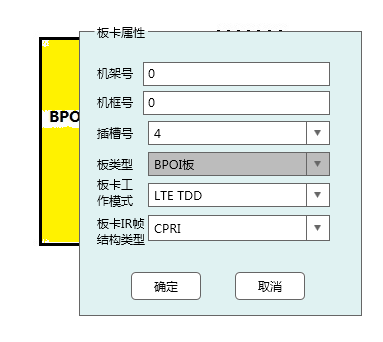 板卡属性
机架号 0
机框号 0
BPO
插槽号 4
板类型 BPOI板
板卡工
作模式 LTE TDD
板卡IR帧
结构类型 CPRI
确定 取消